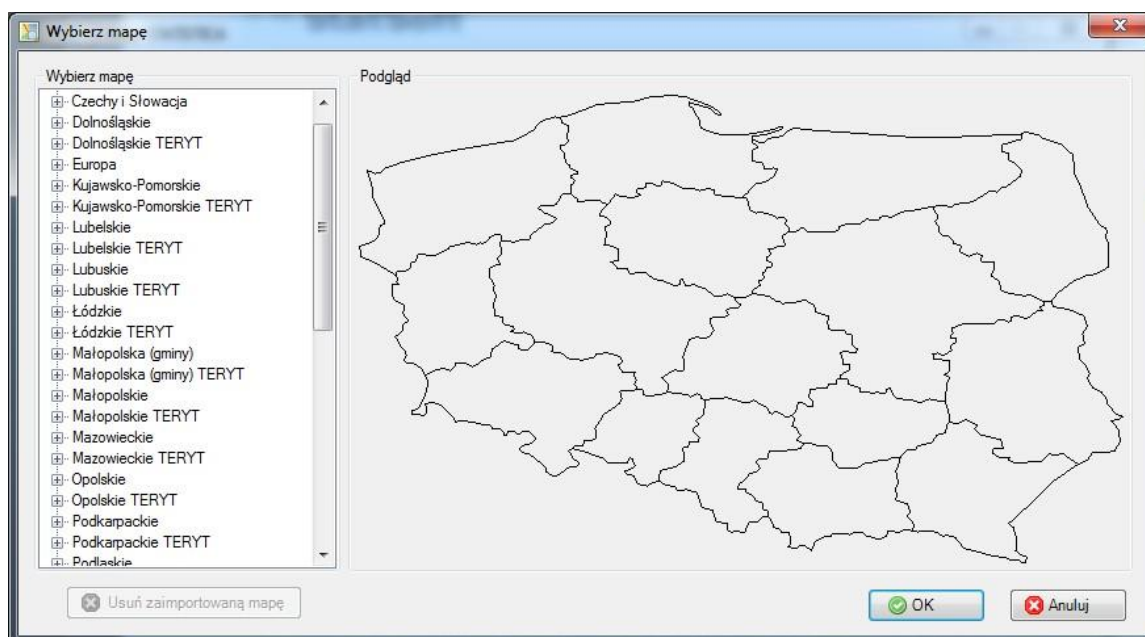 Wybierz mapę
Wybierz mapę
Podgląd
Czechy i Słowacja
Dolnośląskie
Dolnośląskie TERYT
Europa
Kujawsko-Pomorskie
Kujawsko-Pomorskie TERYT
Lubelskie
Lubelskie TERYT
Lubuskie
Lubuskie TERYT
Łódzkie
Łódzkie TERYT
Małopolska (gminy)
Małopolska (gminy) TERYT
Małopolskie
Małopolskie TERYT
Mazowieckie
Mazowieckie TERYT
Opolskie
Opolskie TERYT
Podkarpackie
Podkarpackie TERYT
Podlaskie
Usuń zaimportowaną mapę
OK
Anuluj